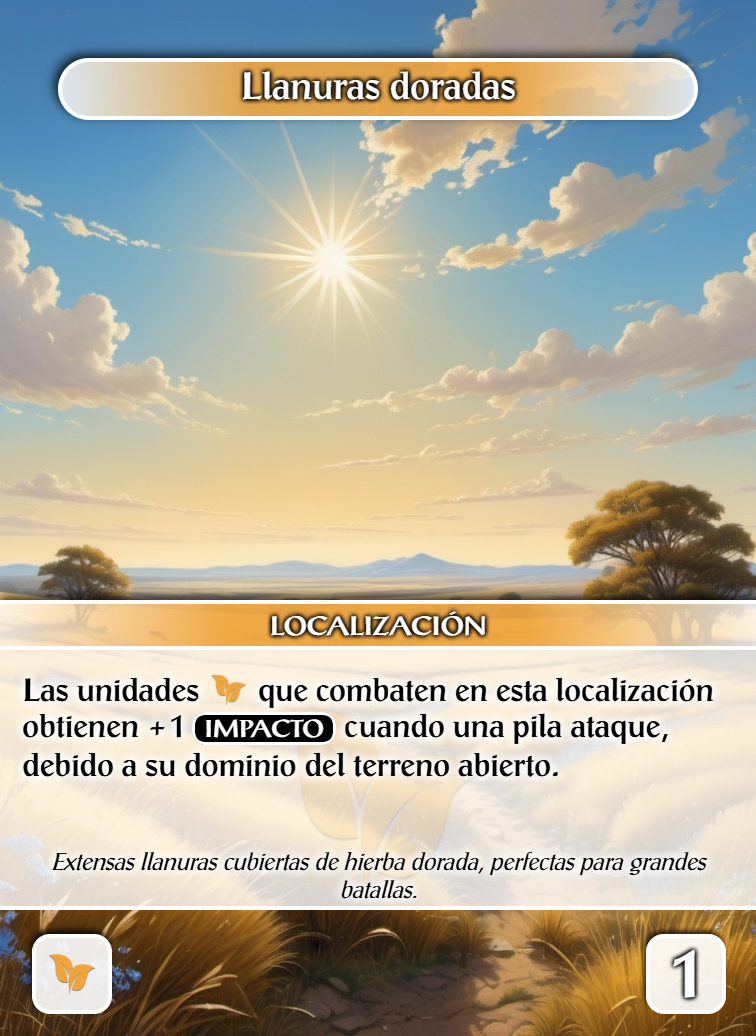 Llanuras doradas
LOCALIZACIÓN
Las unidades que combaten en esta localización
obtienen +1 IMPACTO cuando una pila ataque,
debido a su dominio del terreno abierto.
Extensas llanuras cubiertas de hierba dorada, perfectas para grandes
batallas.
1